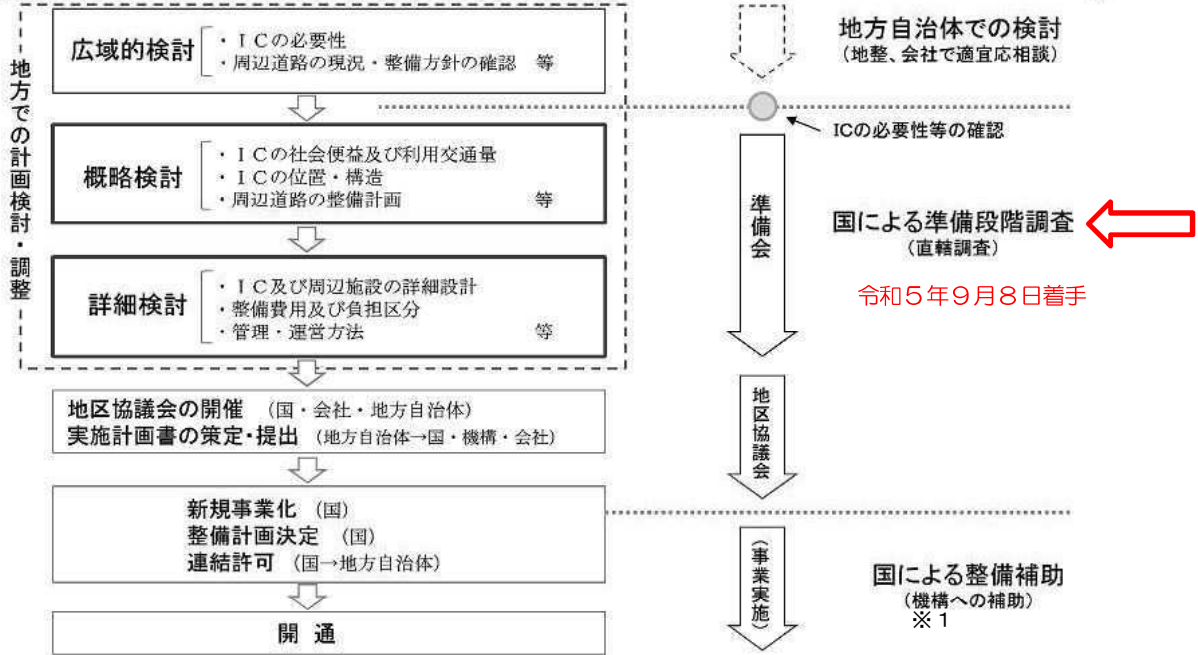 地方での計画検討・調整
広域的検討
・ＩＣの必要性
・周辺道路の現況・整備方針の確認　等
概略検討
・ＩＣの社会便益及び利用交通量
・ＩＣの位置・構造
・周辺道路の整備計画　等
詳細検討
・ＩＣ及び周辺施設の詳細設計
・整備費用及び負担区分
・管理・運営方法　等
地区協議会の開催　(国・会社・地方自治体)
実施計画書の策定・提出　(地方自治体→国・機構・会社)
新規事業化　(国)
整備計画決定　(国)
連結許可　(国→地方自治体)
開　通
地方自治体での検討
(地整、会社で適宜応相談)
ICの必要性等の確認
準備会
国による準備段階調査
(直轄調査)
令和５年９月８日着手
地区協議会
(事業実施)
国による整備補助
(機構への補助)
※１